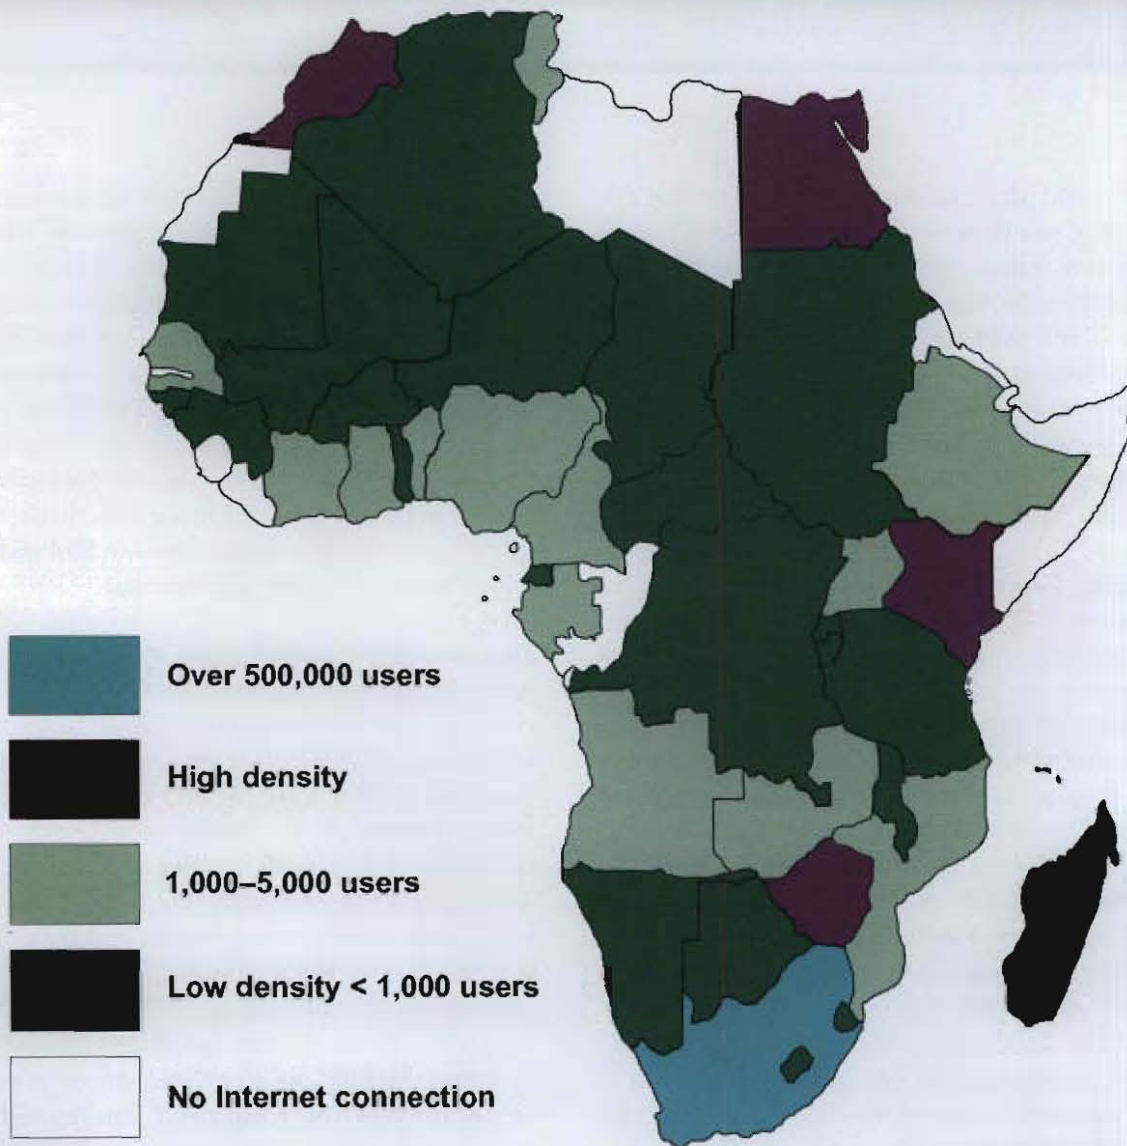 Over 500,000 users
High density
1,000–5,000 users
Low density < 1,000 users
No Internet connection